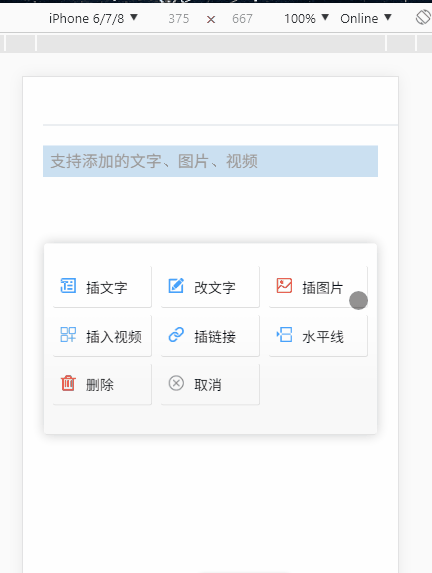 iPhone 6/7/8 ▼ 375 × 667 100% ▼ Online ▼
支持添加的文字、图片、视频
插文字 改文字 插图片
插入视频 插链接 水平线
删除 取消